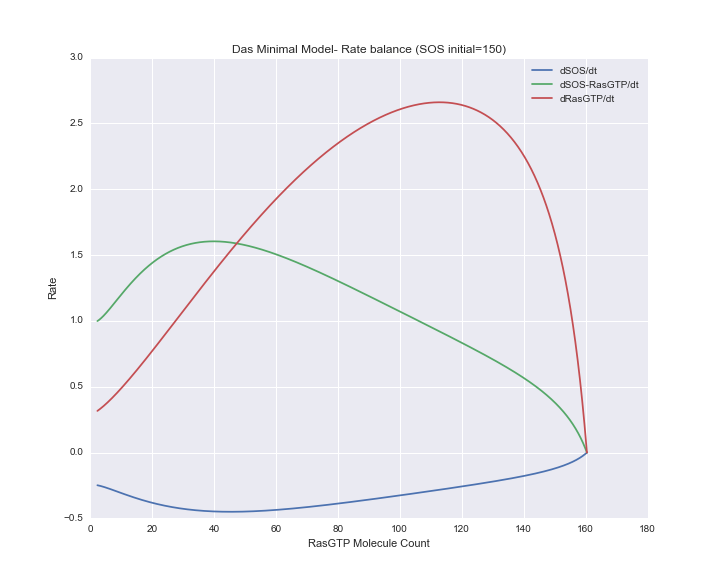 Das Minimal Model- Rate balance (SOS initial=150)
3.0
2.5
2.0
1.5
1.0
0.5
0.0
−0.5
Rate
dSOS/dt
dSOS-RasGTP/dt
dRasGTP/dt
0 20 40 60 80 100 120 140 160 180
RasGTP Molecule Count